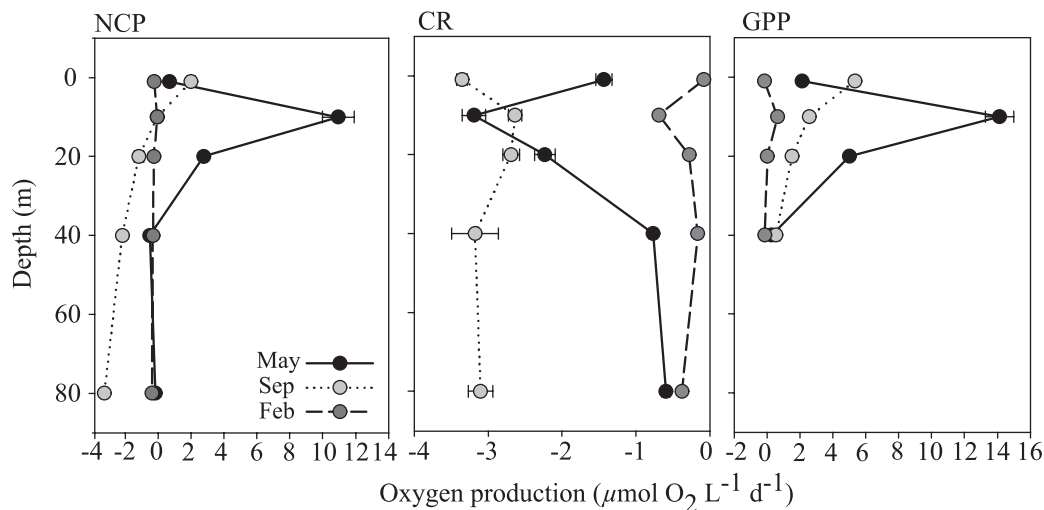 NCP CR GPP
0
20
40
60
80
Depth (m)
May
Sep
Feb
-4 -2 0 2 4 6 8 10 12 14
-4 -3 -2 -1 -0
-2 0 2 4 6 8 10 12 14 16
Oxygen production (µmol O₂ L⁻¹ d⁻¹)